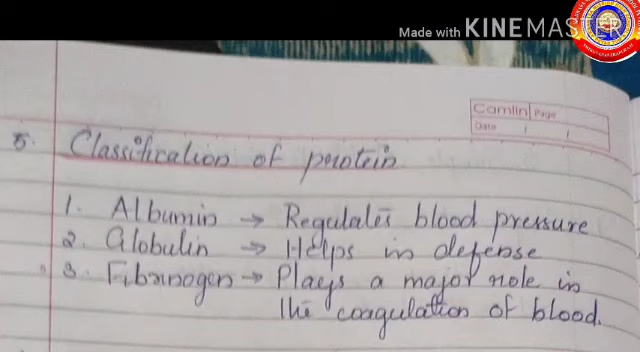 Made with KINEMASTER
Camlin Page
Date / /
5. Classification of protein
1. Albumin → Regulates blood pressure
2. Globulin → Helps in defense
3. Fibrinogen → Plays a major role in
the coagulation of blood.